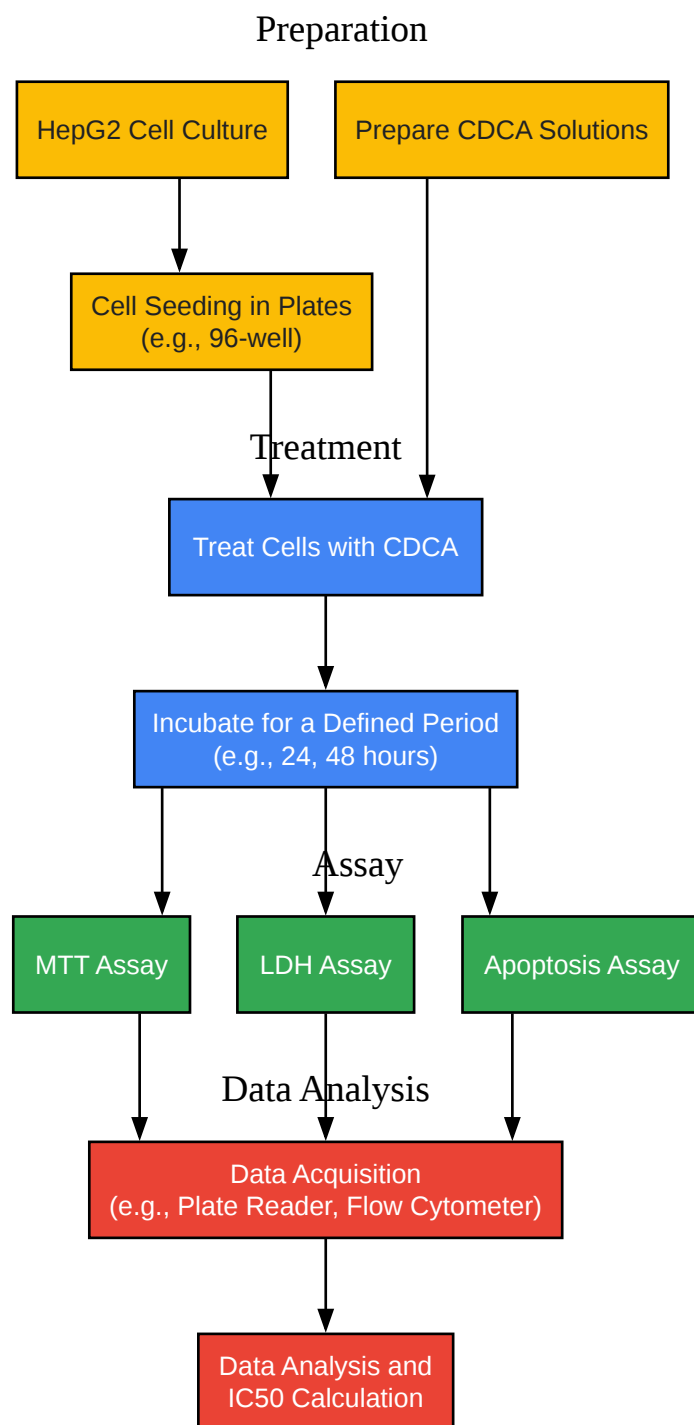 Preparation
HepG2 Cell Culture
Prepare CDCA Solutions
Cell Seeding in Plates
(e.g., 96-well)
Treatment
Treat Cells with CDCA
Incubate for a Defined Period
(e.g., 24, 48 hours)
Assay
MTT Assay
LDH Assay
Apoptosis Assay
Data Analysis
Data Acquisition
(e.g., Plate Reader, Flow Cytometer)
Data Analysis and
IC50 Calculation